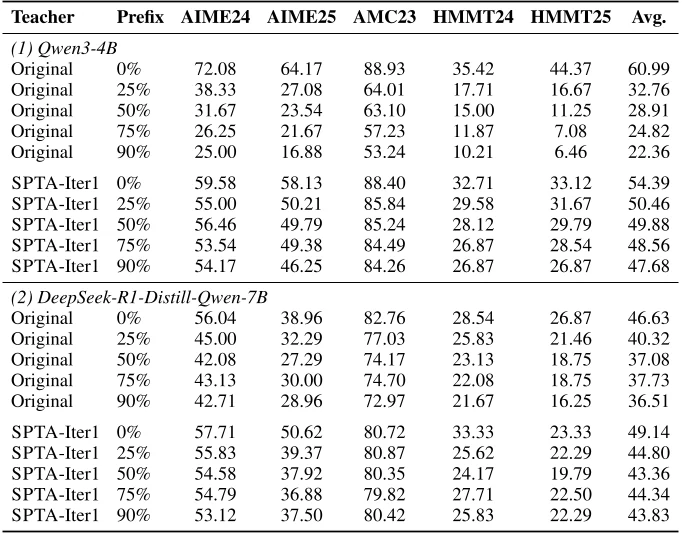 Teacher Prefix AIME24 AIME25 AMC23 HMMT24 HMMT25 Avg.
(1) Qwen3-4B
Original 0% 72.08 64.17 88.93 35.42 44.37 60.99
Original 25% 38.33 27.08 64.01 17.71 16.67 32.76
Original 50% 31.67 23.54 63.10 15.00 11.25 28.91
Original 75% 26.25 21.67 57.23 11.87 7.08 24.82
Original 90% 25.00 16.88 53.24 10.21 6.46 22.36
SPTA-Iter1 0% 59.58 58.13 88.40 32.71 33.12 54.39
SPTA-Iter1 25% 55.00 50.21 85.84 29.58 31.67 50.46
SPTA-Iter1 50% 56.46 49.79 85.24 28.12 29.79 49.88
SPTA-Iter1 75% 53.54 49.38 84.49 26.87 28.54 48.56
SPTA-Iter1 90% 54.17 46.25 84.26 26.87 26.87 47.68
(2) DeepSeek-R1-Distill-Qwen-7B
Original 0% 56.04 38.96 82.76 28.54 26.87 46.63
Original 25% 45.00 32.29 77.03 25.83 21.46 40.32
Original 50% 42.08 27.29 74.17 23.13 18.75 37.08
Original 75% 43.13 30.00 74.70 22.08 18.75 37.73
Original 90% 42.71 28.96 72.97 21.67 16.25 36.51
SPTA-Iter1 0% 57.71 50.62 80.72 33.33 23.33 49.14
SPTA-Iter1 25% 55.83 39.37 80.87 25.62 22.29 44.80
SPTA-Iter1 50% 54.58 37.92 80.35 24.17 19.79 43.36
SPTA-Iter1 75% 54.79 36.88 79.82 27.71 22.50 44.34
SPTA-Iter1 90% 53.12 37.50 80.42 25.83 22.29 43.83